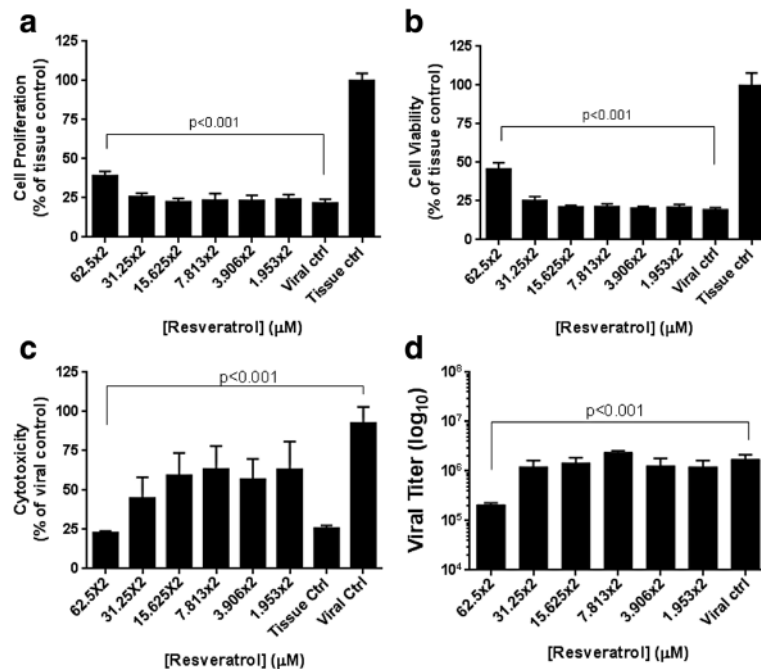 a
Cell Proliferation
(% of tissue control)
125
100
75
50
25
0
p<0.001
62.5x2
31.25x2
15.625x2
7.813x2
3.906x2
1.953x2
Viral ctrl
Tissue ctrl
[Resveratrol] (µM)
b
Cell Viability
(% of tissue control)
125
100
75
50
25
0
p<0.001
62.5x2
31.25x2
15.625x2
7.813x2
3.906x2
1.953x2
Viral ctrl
Tissue ctrl
[Resveratrol] (µM)
c
Cytotoxicity
(% of viral control)
125
100
75
50
25
0
p<0.001
62.5X2
31.25X2
15.625x2
7.813x2
3.906x2
1.953x2
Tissue Ctrl
Viral Ctrl
[Resveratrol] (µM)
d
Viral Titer (log₁₀)
10⁸
10⁷
10⁶
10⁵
10⁴
p<0.001
62.5x2
31.25x2
15.625x2
7.813x2
3.906x2
1.953x2
Viral ctrl
[Resveratrol] (µM)